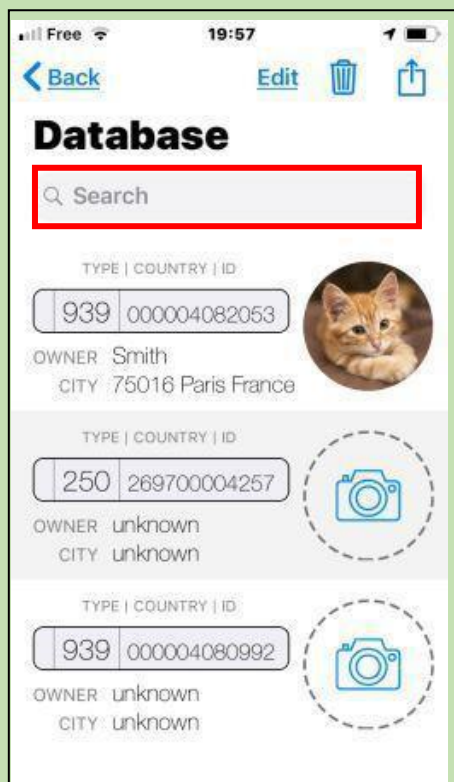 Free 19:57
Back Edit
Database
Search
TYPE | COUNTRY | ID
939 000004082053
OWNER Smith
CITY 75016 Paris France
TYPE | COUNTRY | ID
250 269700004257
OWNER unknown
CITY unknown
TYPE | COUNTRY | ID
939 000004080992
OWNER unknown
CITY unknown